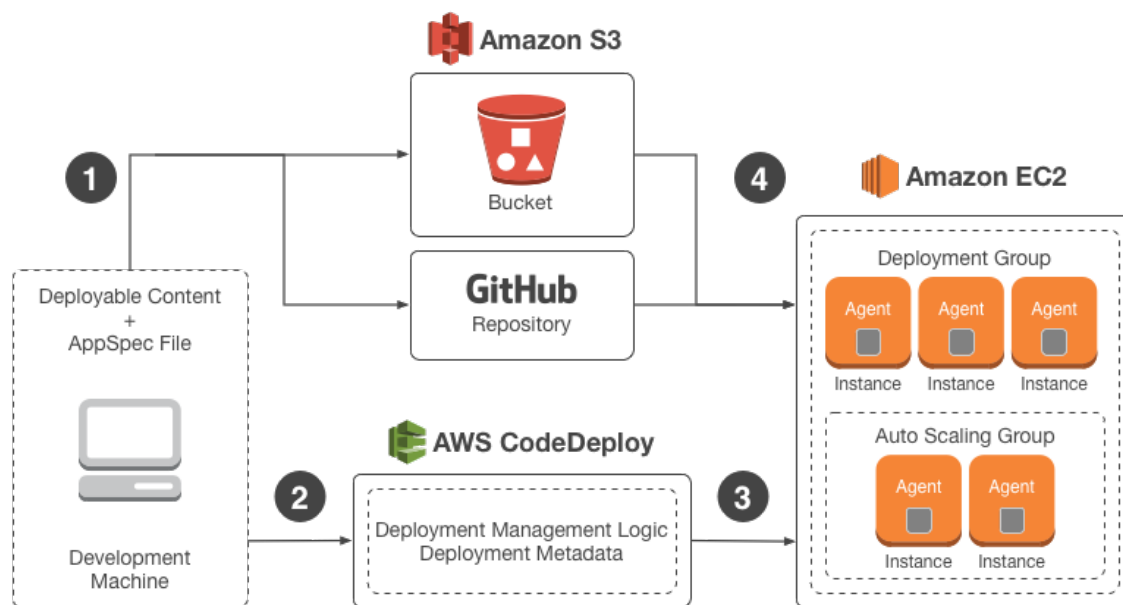 Amazon S3
1
Bucket
4
Amazon EC2
GitHub
Repository
Deployable Content
+
AppSpec File
Development
Machine
2
AWS CodeDeploy
Deployment Management Logic
Deployment Metadata
3
Deployment Group
Agent Agent Agent
Instance Instance Instance
Auto Scaling Group
Agent Agent
Instance Instance